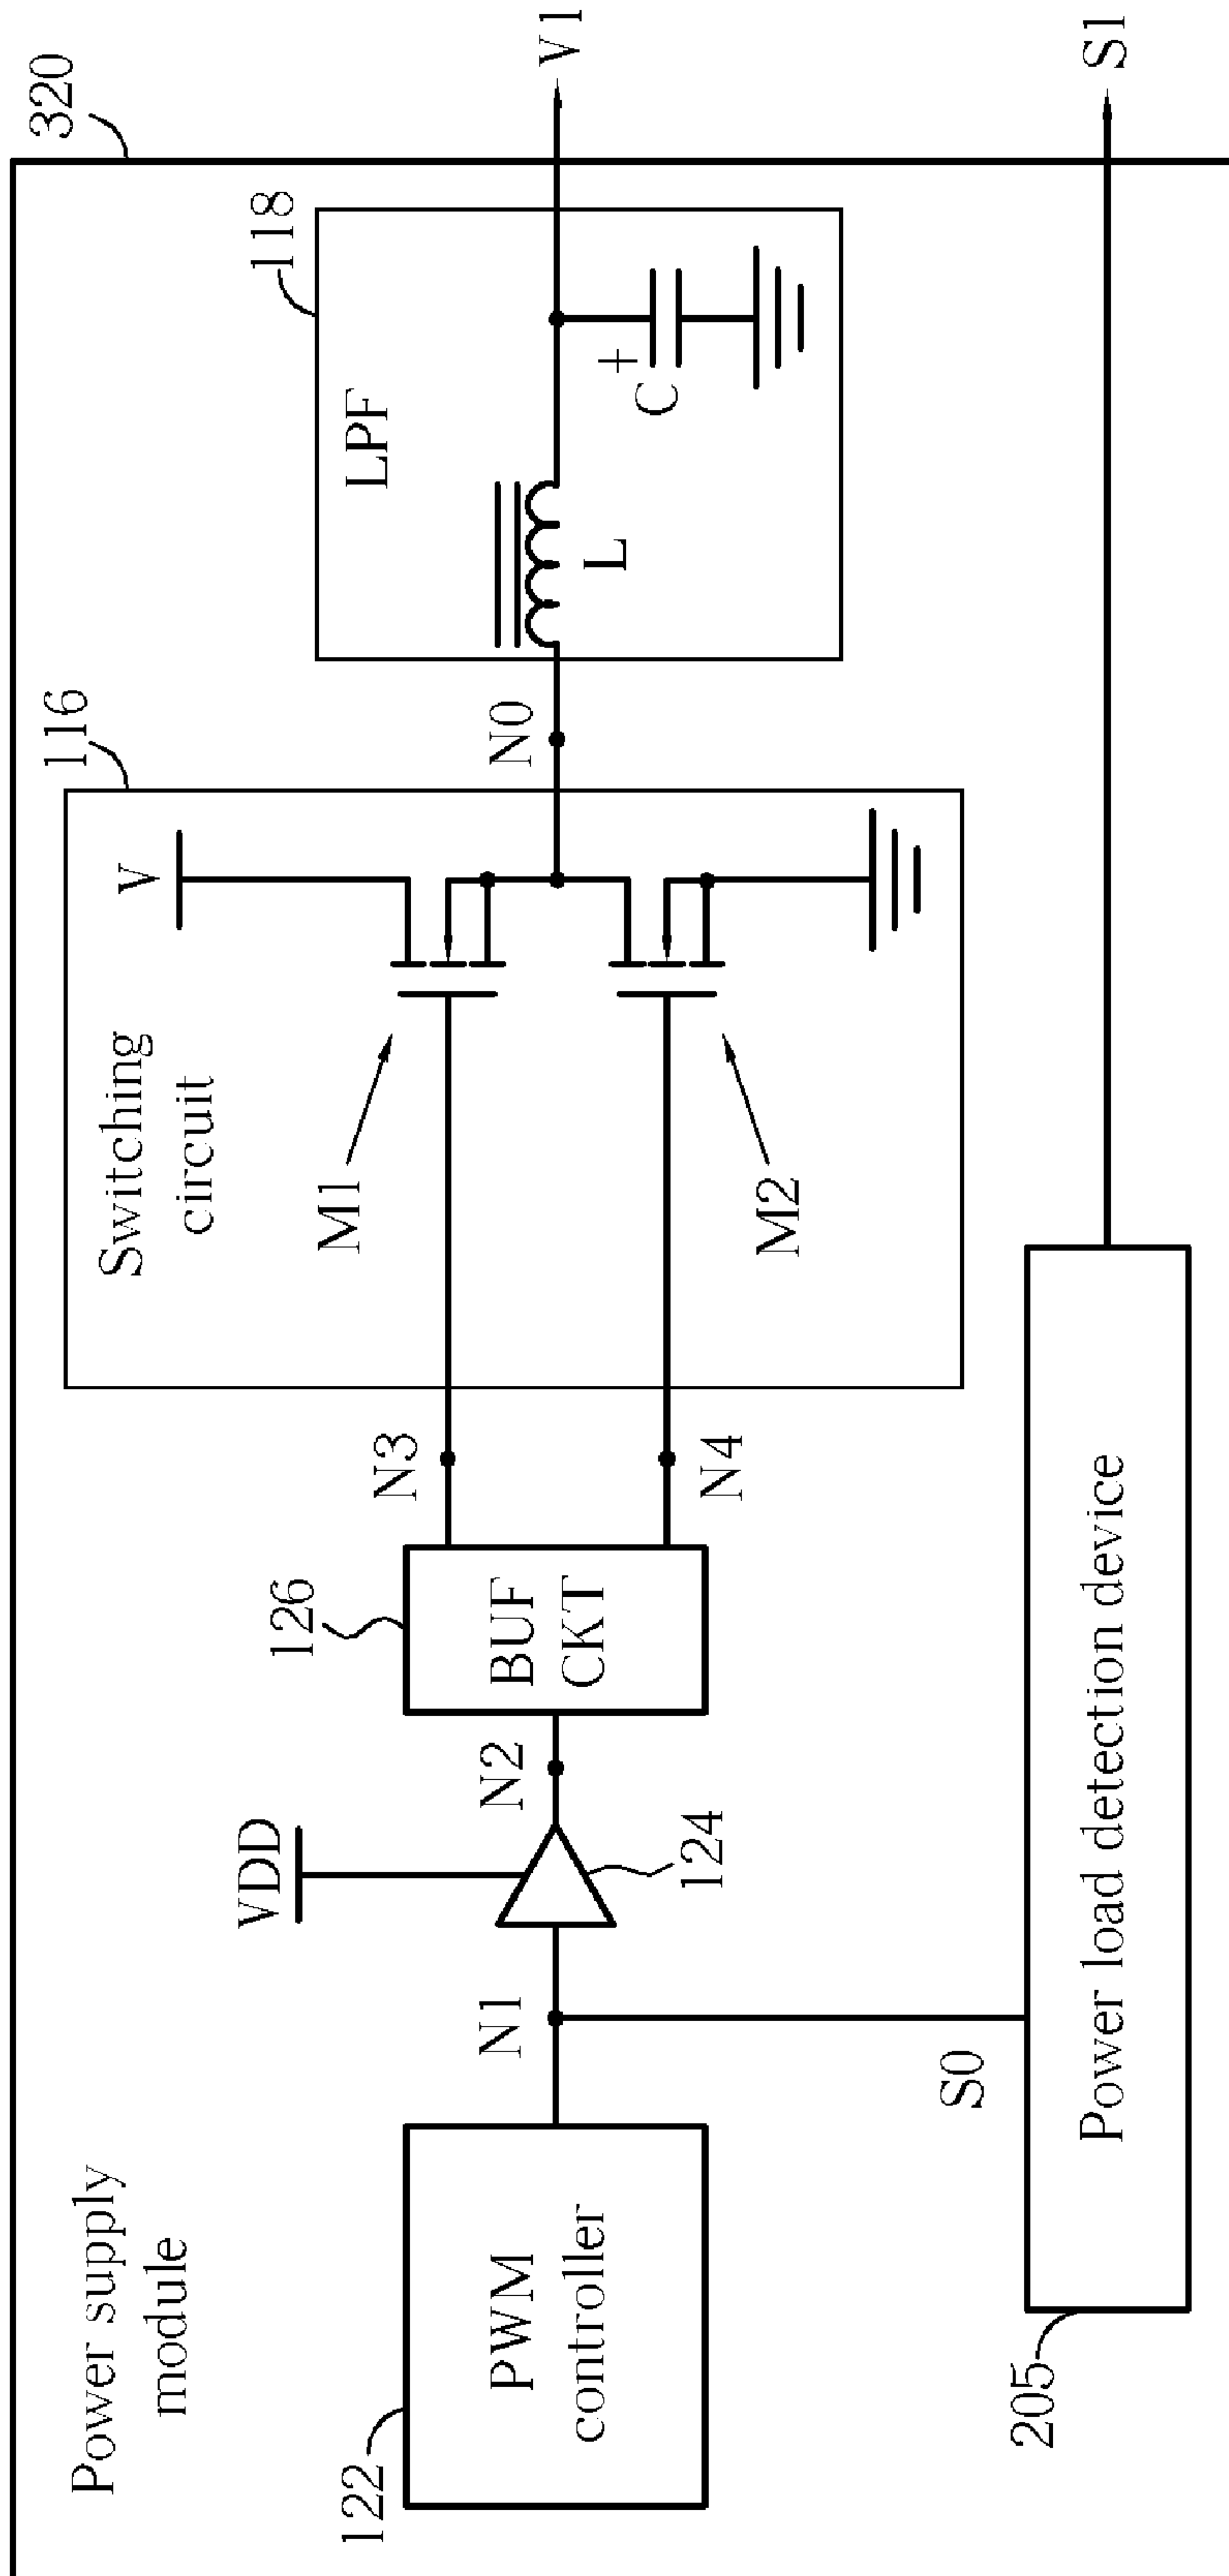 320
Power supply
module
Switching
circuit
116
V
M1
M2
118
LPF
L
+
C
N0
V1
122
PWM
controller
N1
VDD
124
N2
126
BUF
CKT
N3
N4
S0
205
Power load detection device
S1